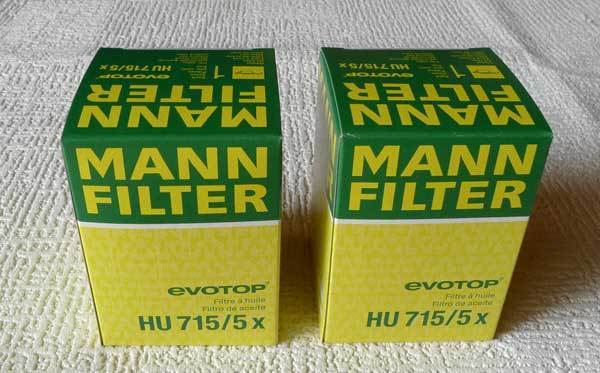 HU 715/5 x
evotop
1
MANN
FILTER
MANN
FILTER
evotop
Filtre à huile
Filtro de aceite
HU 715/5 x
HU 715/5 x
evotop
1
MANN
FILTER
MANN
FILTER
evotop
Filtre à huile
Filtro de aceite
HU 715/5 x